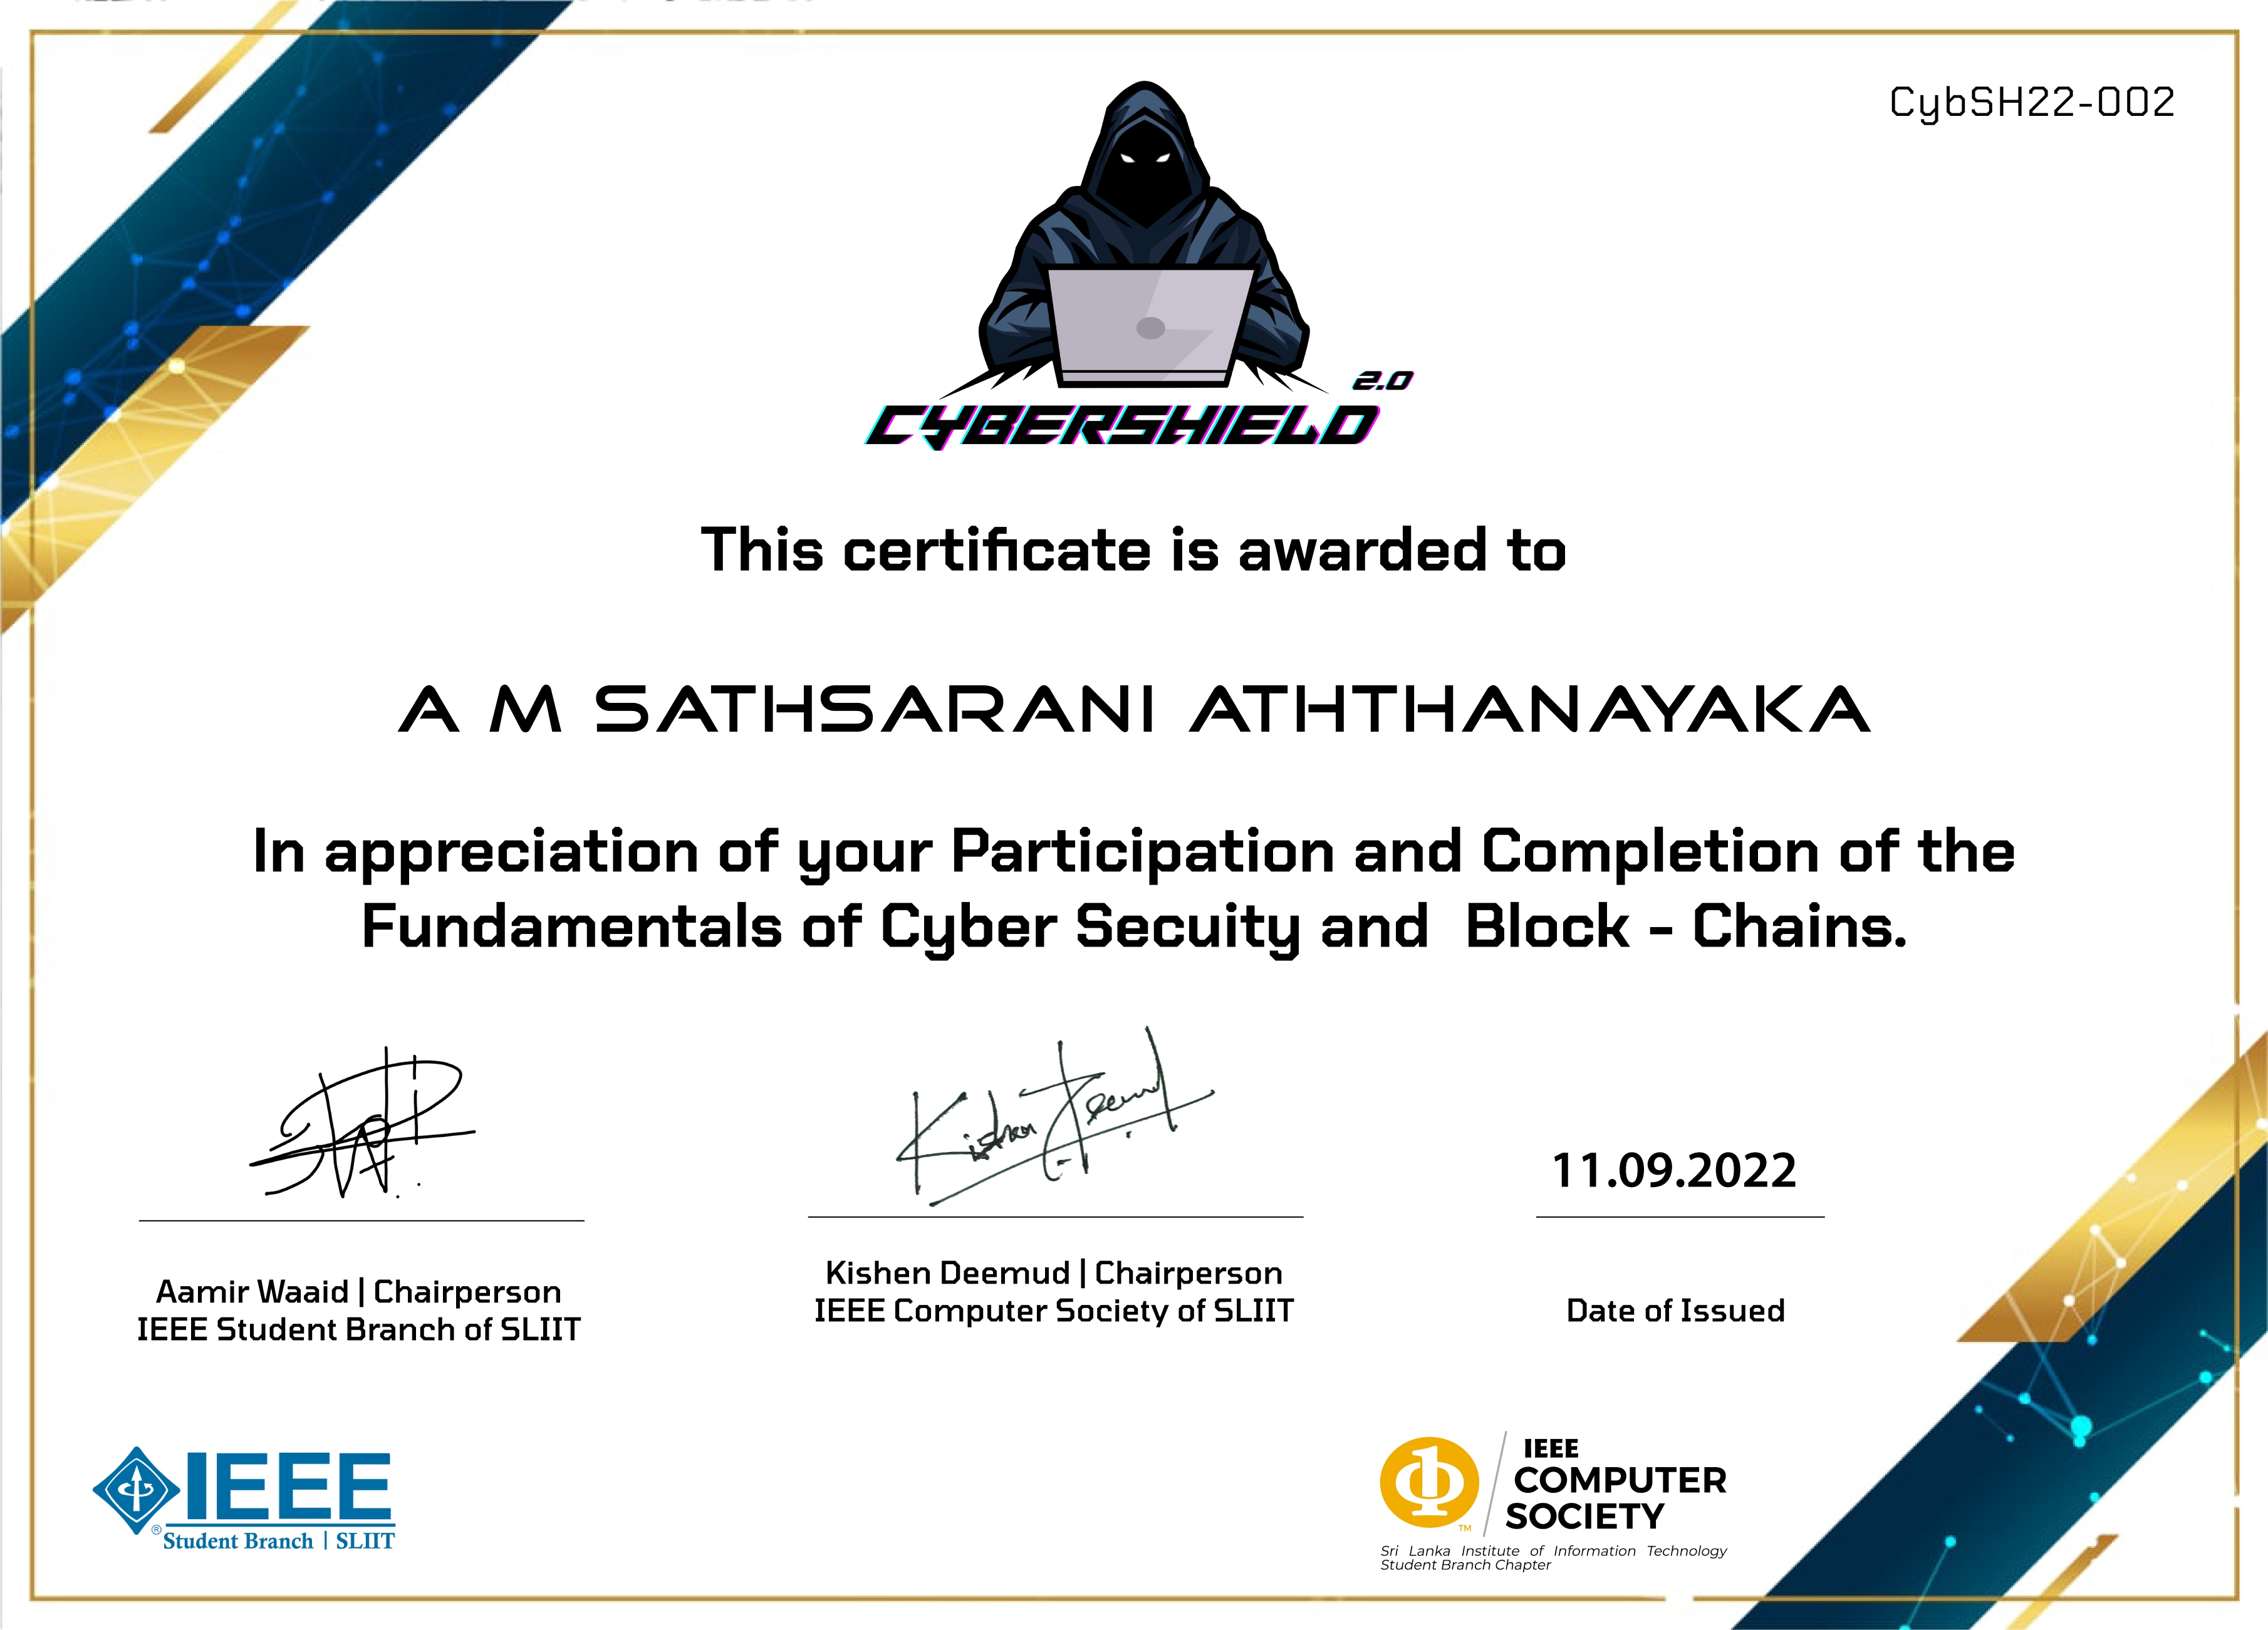 CybSH22-002
2.0
CYBERSHIELD
This certificate is awarded to
A M SATHSARANI ATHTHANAYAKA
In appreciation of your Participation and Completion of the
Fundamentals of Cyber Secuity and Block - Chains.
Kishen Deemud
11.09.2022
Aamir Waaid | Chairperson
IEEE Student Branch of SLIIT
Kishen Deemud | Chairperson
IEEE Computer Society of SLIIT
Date of Issued
IEEE
® Student Branch | SLIIT
IEEE
COMPUTER
SOCIETY
TM
Sri Lanka Institute of Information Technology
Student Branch Chapter